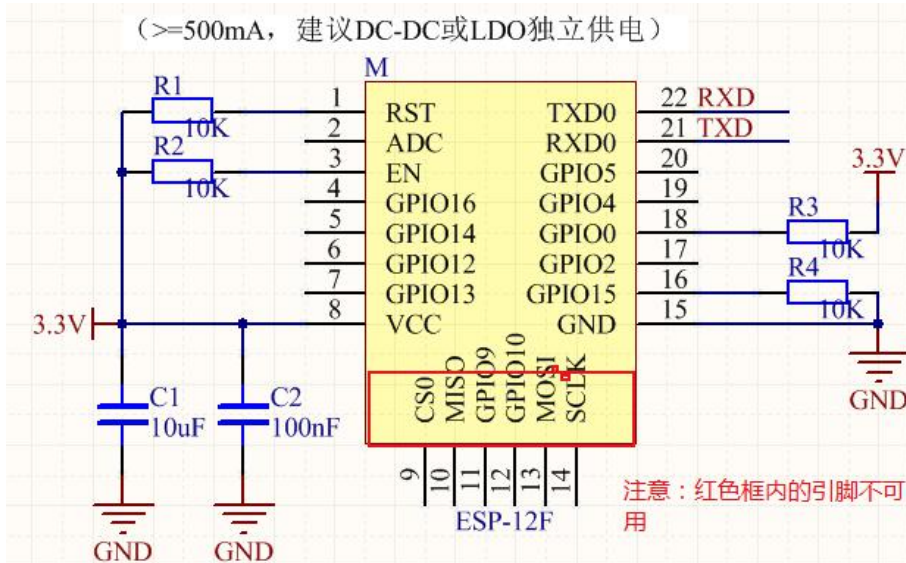 （>=500mA，建议DC-DC或LDO独立供电）
M
R1
10K
R2
10K
1 RST
2 ADC
3 EN
4 GPIO16
5 GPIO14
6 GPIO12
7 GPIO13
8 VCC
TXD0 22 RXD
RXD0 21 TXD
GPIO5 20
GPIO4 19
GPIO0 18
GPIO2 17
GPIO15 16
GND 15
3.3V
R3
10K
R4
10K
GND
3.3V
C1
10uF
C2
100nF
GND
GND
CS0
MISO
GPIO9
GPIO10
MOSI
SCLK
9
10
11
12
13
14
ESP-12F
注意：红色框内的引脚不可
用